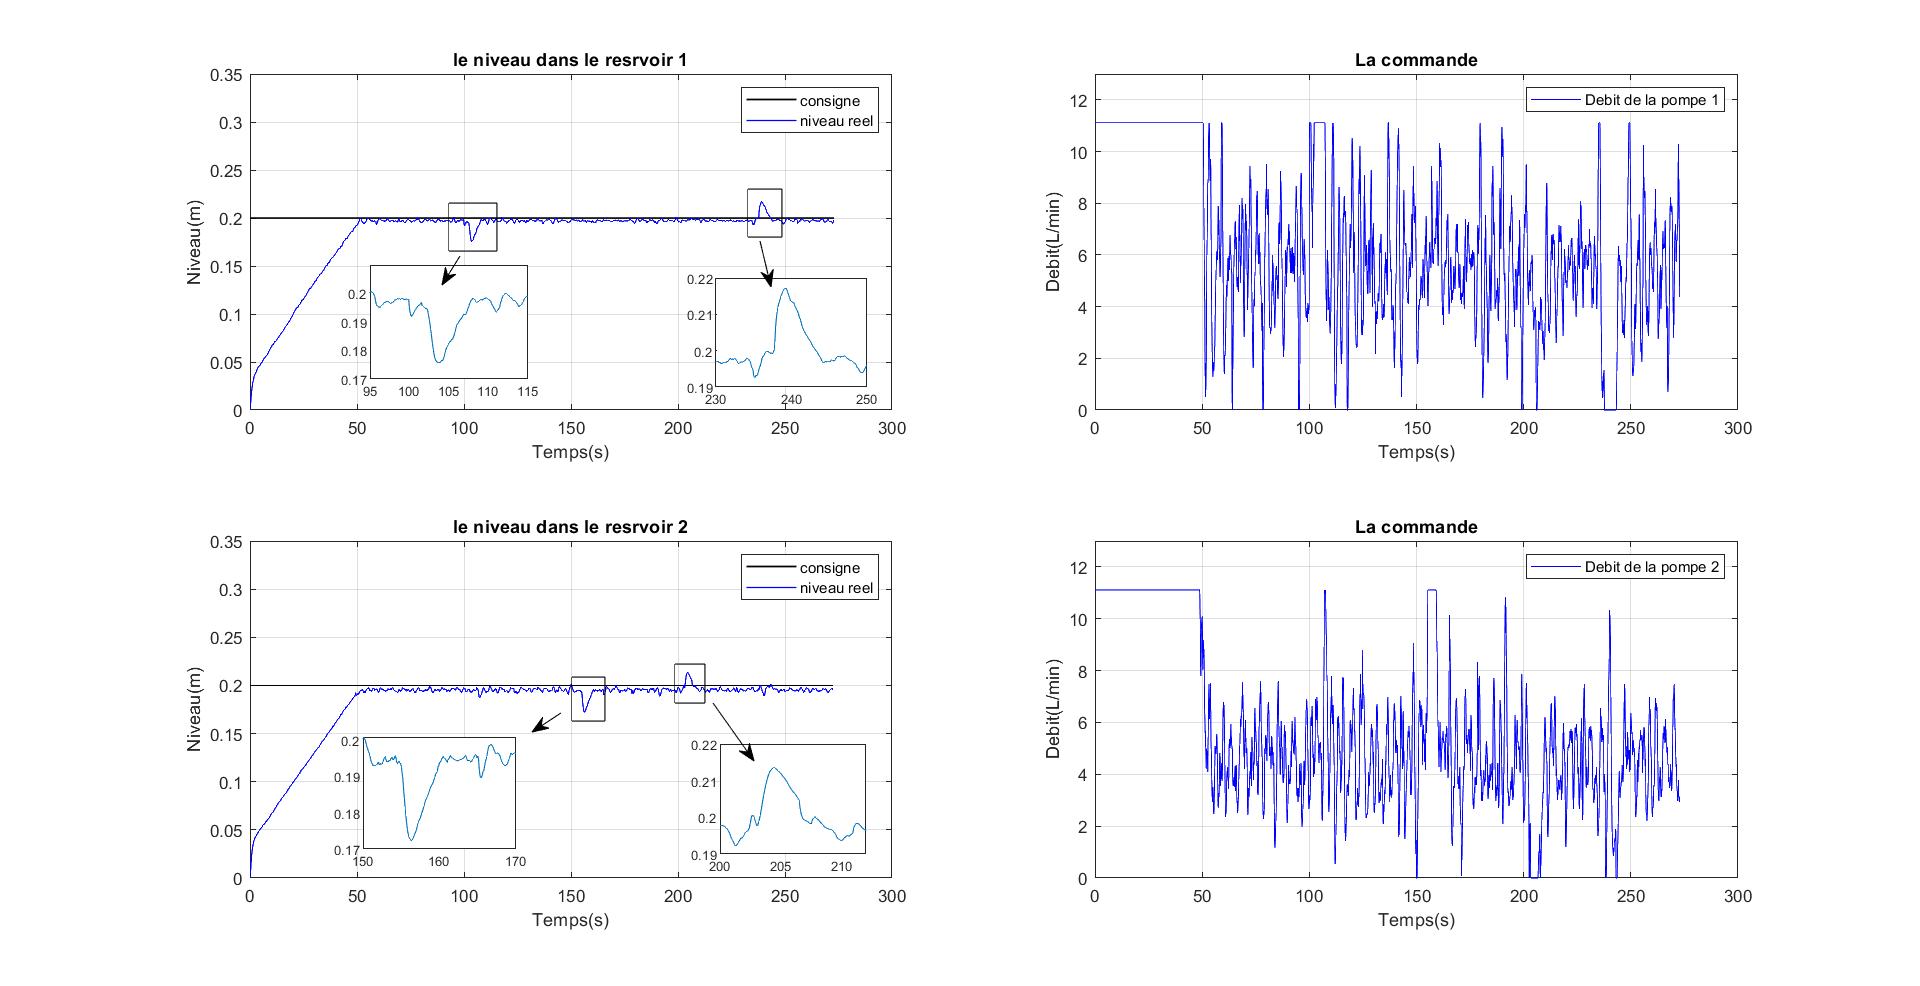 le niveau dans le resrvoir 1
0.35
0.3
0.25
0.2
0.15
0.1
0.05
0
Niveau(m)
consigne
niveau reel
0.2
0.19
0.18
0.17
95 100 105 110 115
0.22
0.21
0.2
0.19
230 240 250
0 50 100 150 200 250 300
Temps(s)
La commande
12
10
8
6
4
2
0
Debit(L/min)
Debit de la pompe 1
0 50 100 150 200 250 300
Temps(s)
le niveau dans le resrvoir 2
0.35
0.3
0.25
0.2
0.15
0.1
0.05
0
Niveau(m)
consigne
niveau reel
0.2
0.19
0.18
0.17
150 160 170
0.22
0.21
0.2
0.19
200 205 210
0 50 100 150 200 250 300
Temps(s)
La commande
12
10
8
6
4
2
0
Debit(L/min)
Debit de la pompe 2
0 50 100 150 200 250 300
Temps(s)